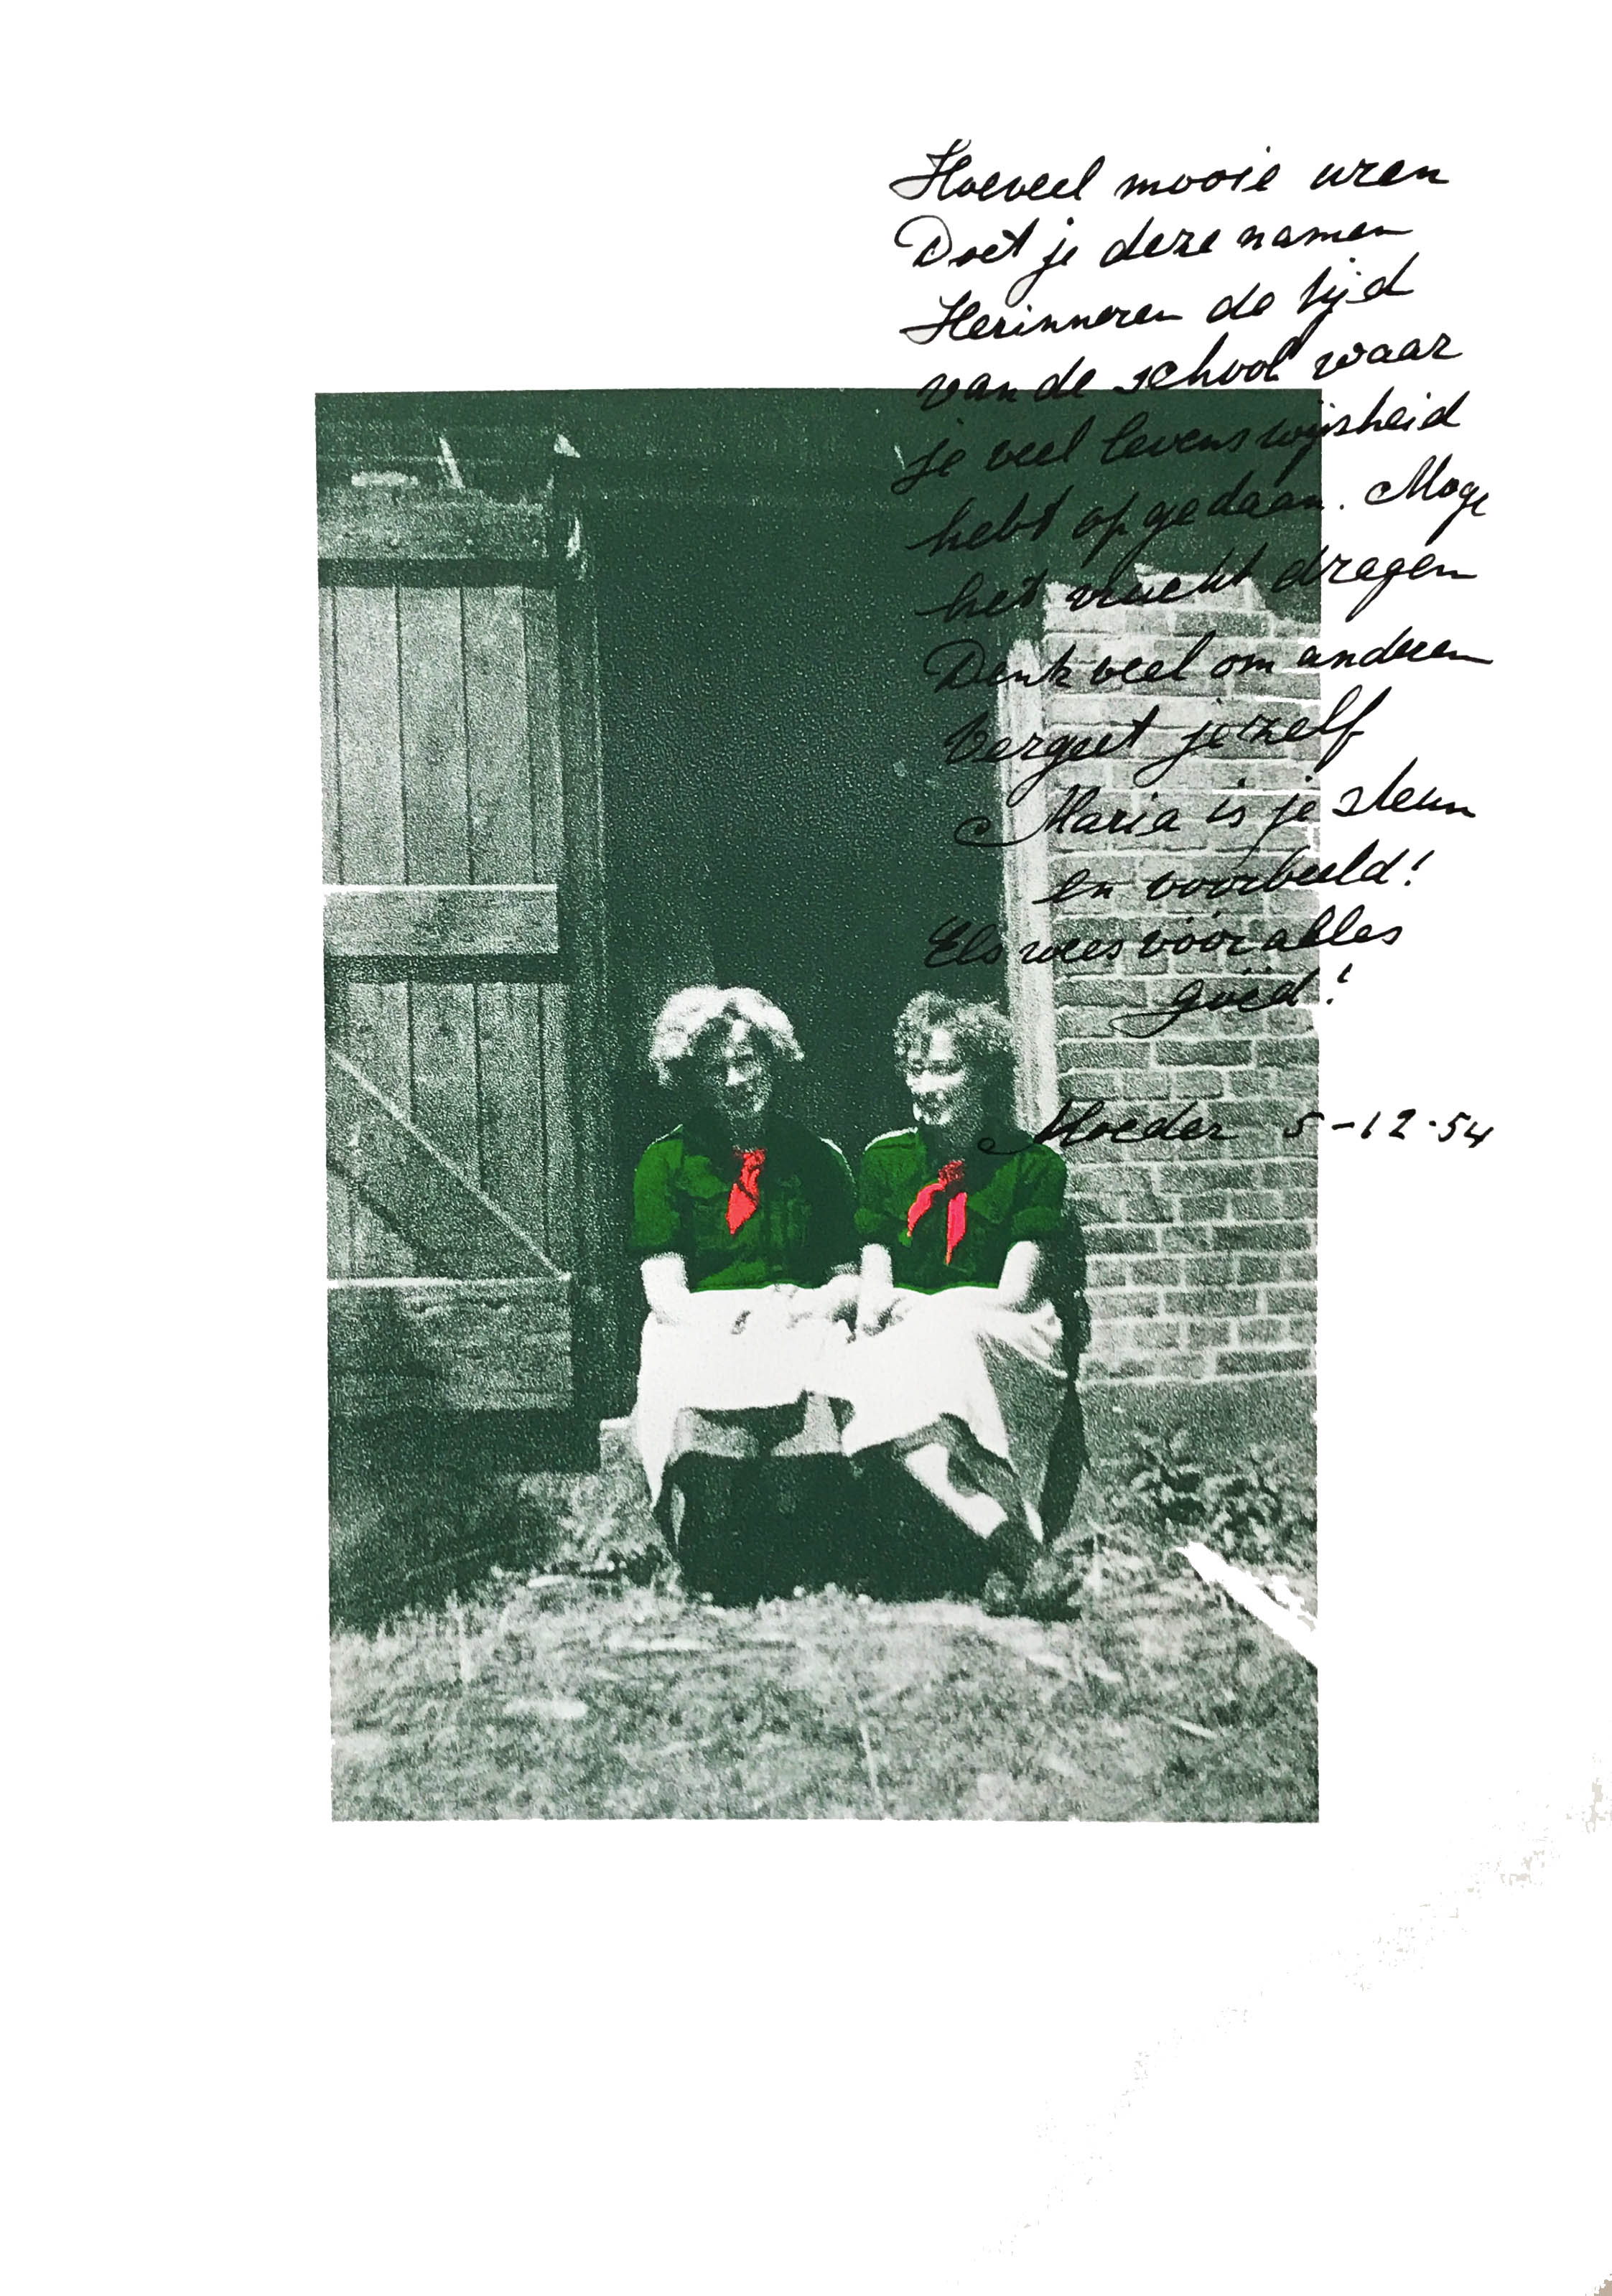 Hoeveel mooie uren
Doet je deze namen
Herinneren de tijd
van de school waar
je veel levenswijsheid
hebt opgedaan. Moge
het vrucht dragen
Denk veel om anderen
Vergeet jezelf
Maria is je steun
en voorbeeld!
Els wees vóór alles
goed!
Moeder 5-12-54